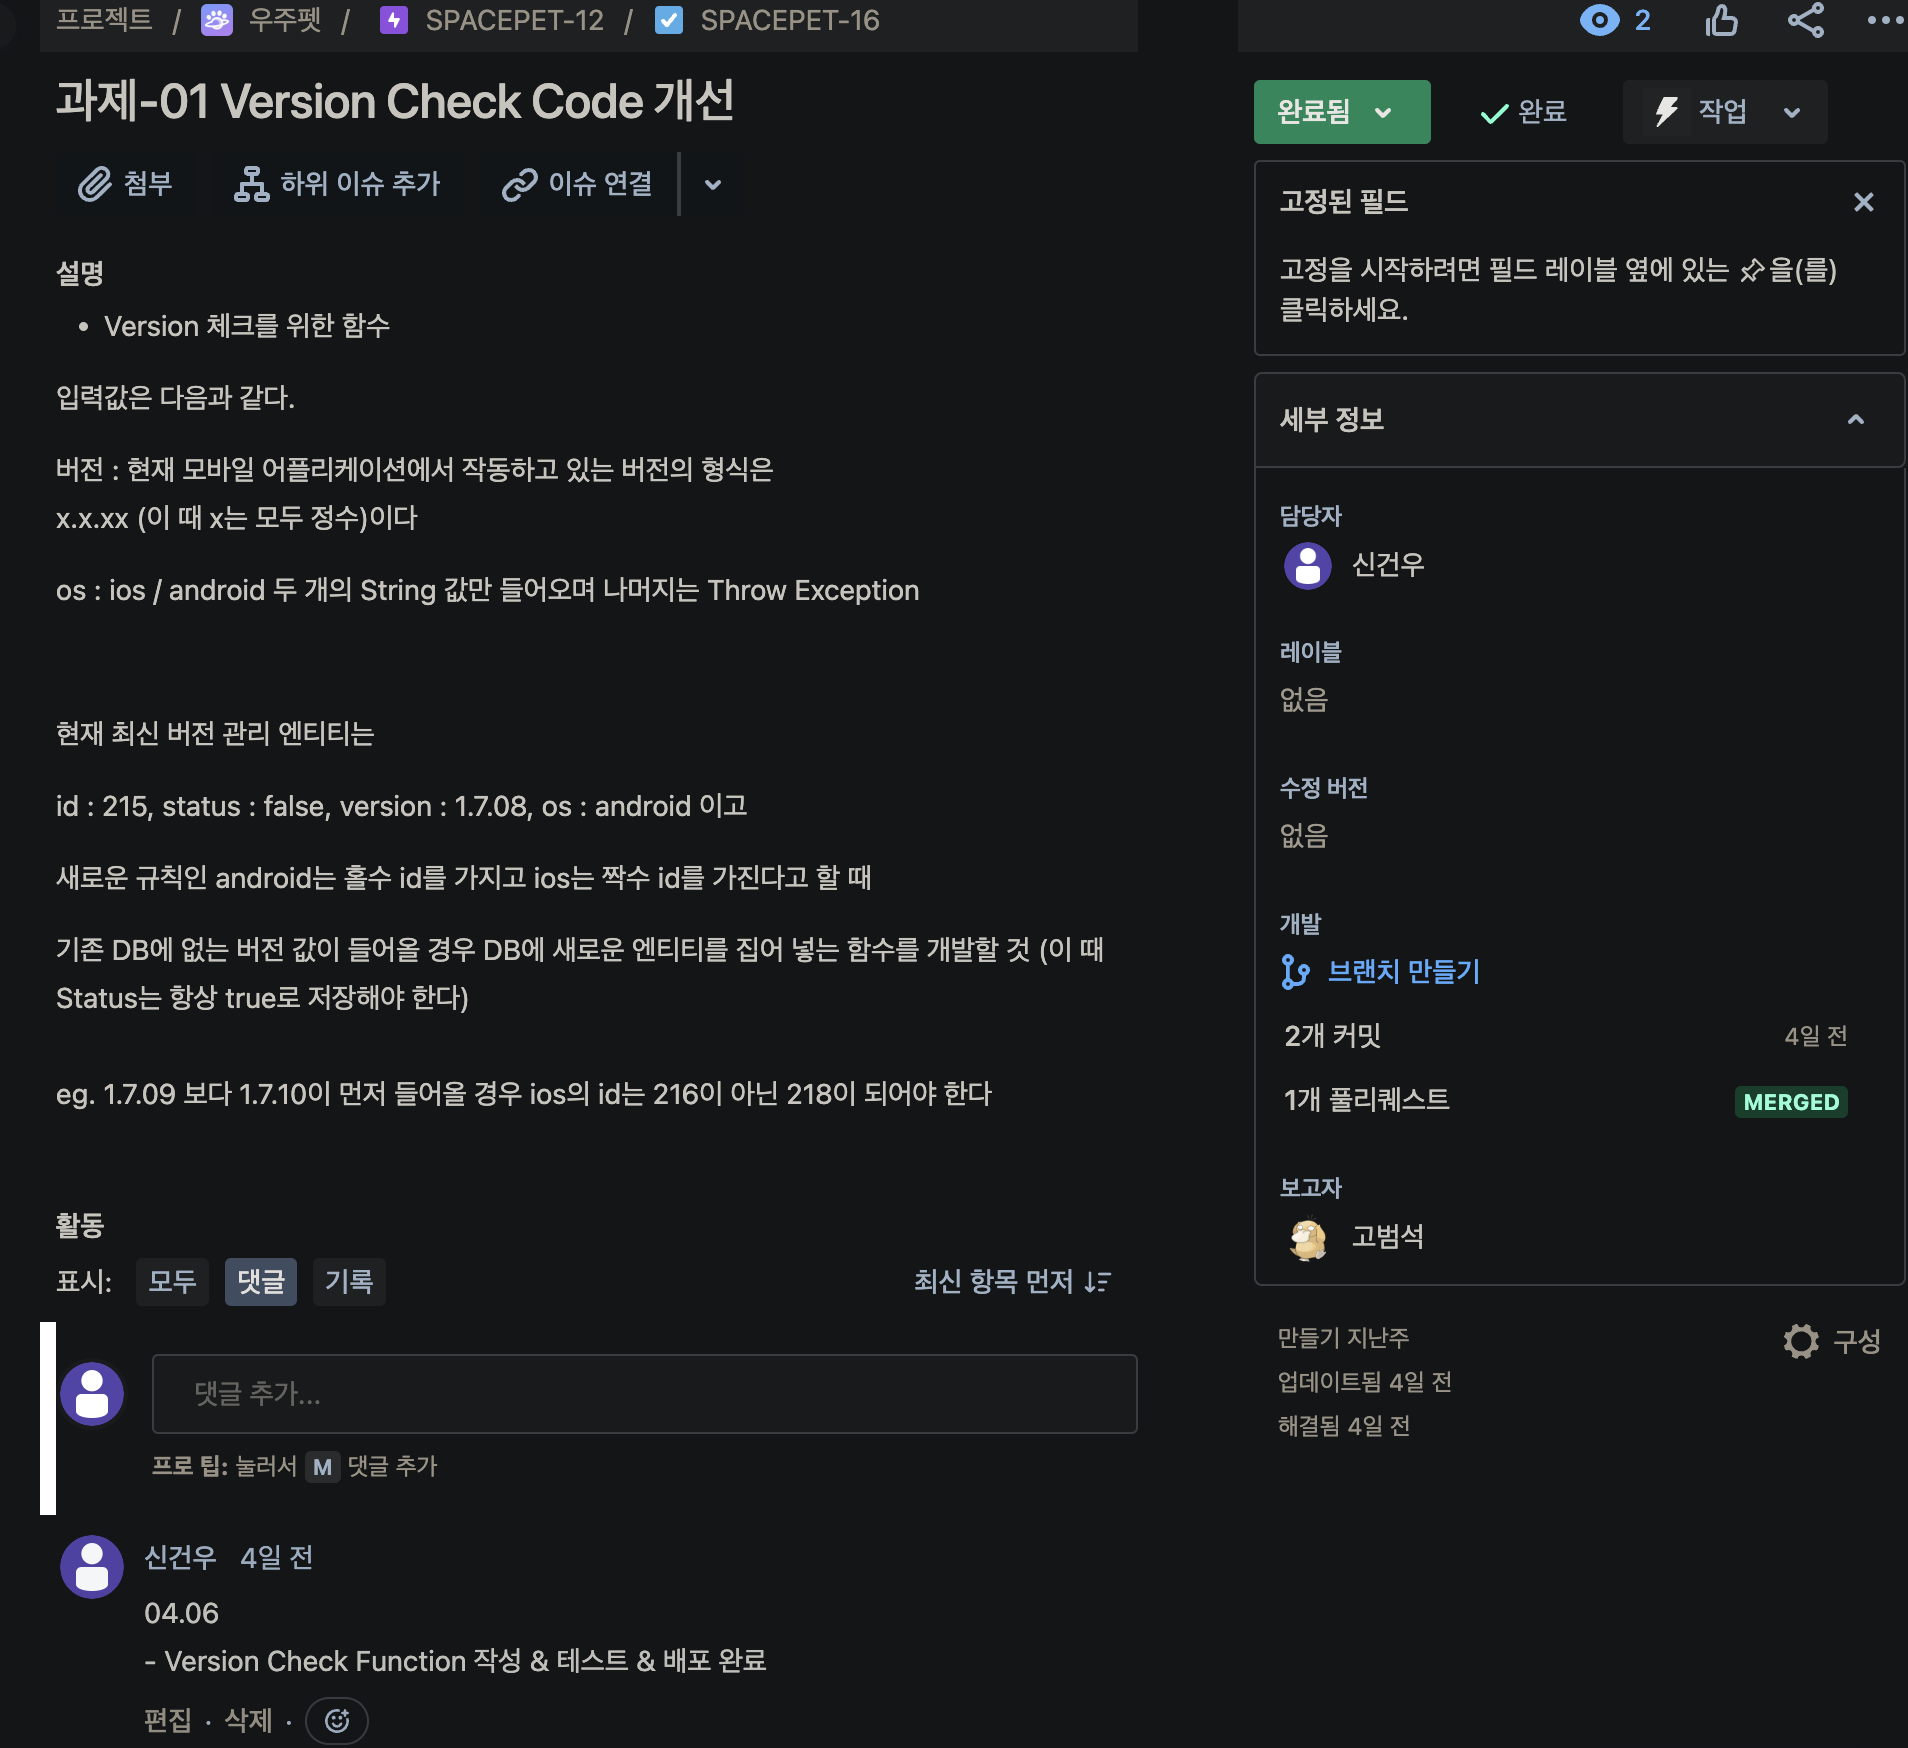 프로젝트 / 우주펫 / SPACEPET-12 / SPACEPET-16
2
과제-01 Version Check Code 개선
첨부 하위 이슈 추가 이슈 연결
설명
• Version 체크를 위한 함수
입력값은 다음과 같다.
버전 : 현재 모바일 어플리케이션에서 작동하고 있는 버전의 형식은
x.x.xx (이 때 x는 모두 정수)이다
os : ios / android 두 개의 String 값만 들어오며 나머지는 Throw Exception
현재 최신 버전 관리 엔티티는
id : 215, status : false, version : 1.7.08, os : android 이고
새로운 규칙인 android는 홀수 id를 가지고 ios는 짝수 id를 가진다고 할 때
기존 DB에 없는 버전 값이 들어올 경우 DB에 새로운 엔티티를 집어 넣는 함수를 개발할 것 (이 때
Status는 항상 true로 저장해야 한다)
eg. 1.7.09 보다 1.7.10이 먼저 들어올 경우 ios의 id는 216이 아닌 218이 되어야 한다
활동
표시: 모두 댓글 기록 최신 항목 먼저
댓글 추가...
프로 팁: 눌러서 M 댓글 추가
신건우 4일 전
04.06
- Version Check Function 작성 & 테스트 & 배포 완료
편집 · 삭제 ·
완료됨 완료 작업
고정된 필드
고정을 시작하려면 필드 레이블 옆에 있는 을(를)
클릭하세요.
세부 정보
담당자
신건우
레이블
없음
수정 버전
없음
개발
브랜치 만들기
2개 커밋 4일 전
1개 풀리퀘스트 MERGED
보고자
고범석
만들기 지난주
구성
업데이트됨 4일 전
해결됨 4일 전